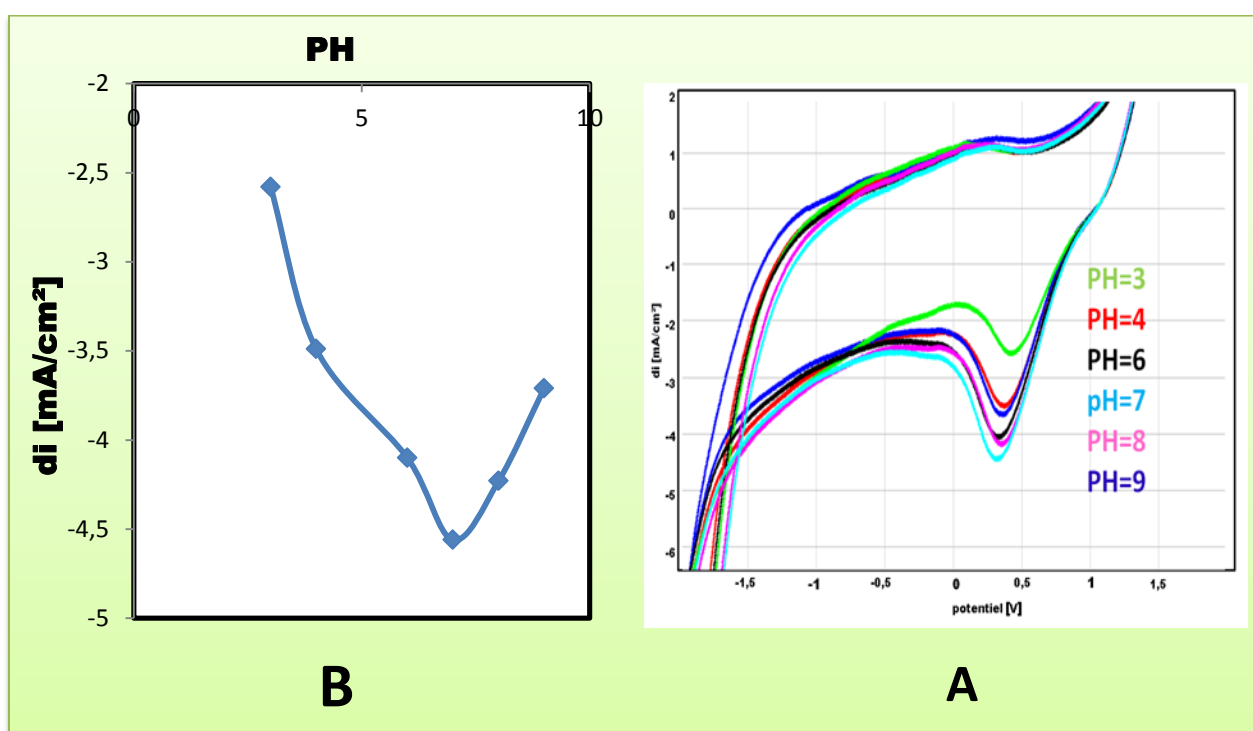 PH
-2
0
5
10
-2,5
-3
-3,5
-4
-4,5
-5
di [mA/cm²]
B
2
1
0
-1
-2
-3
-4
-5
-6
di [mA/cm²]
PH=3
PH=4
PH=6
pH=7
PH=8
PH=9
-1,5
-1
-0,5
0
0,5
1
1,5
potentiel [V]
A